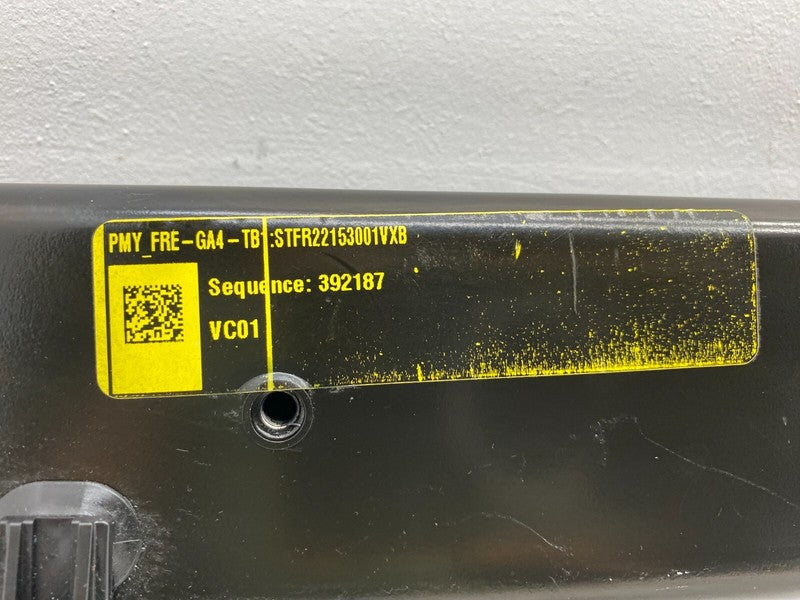 PMY_FRE-GA4-TB1:STFR22153001VXB
Sequence: 392187
VC01